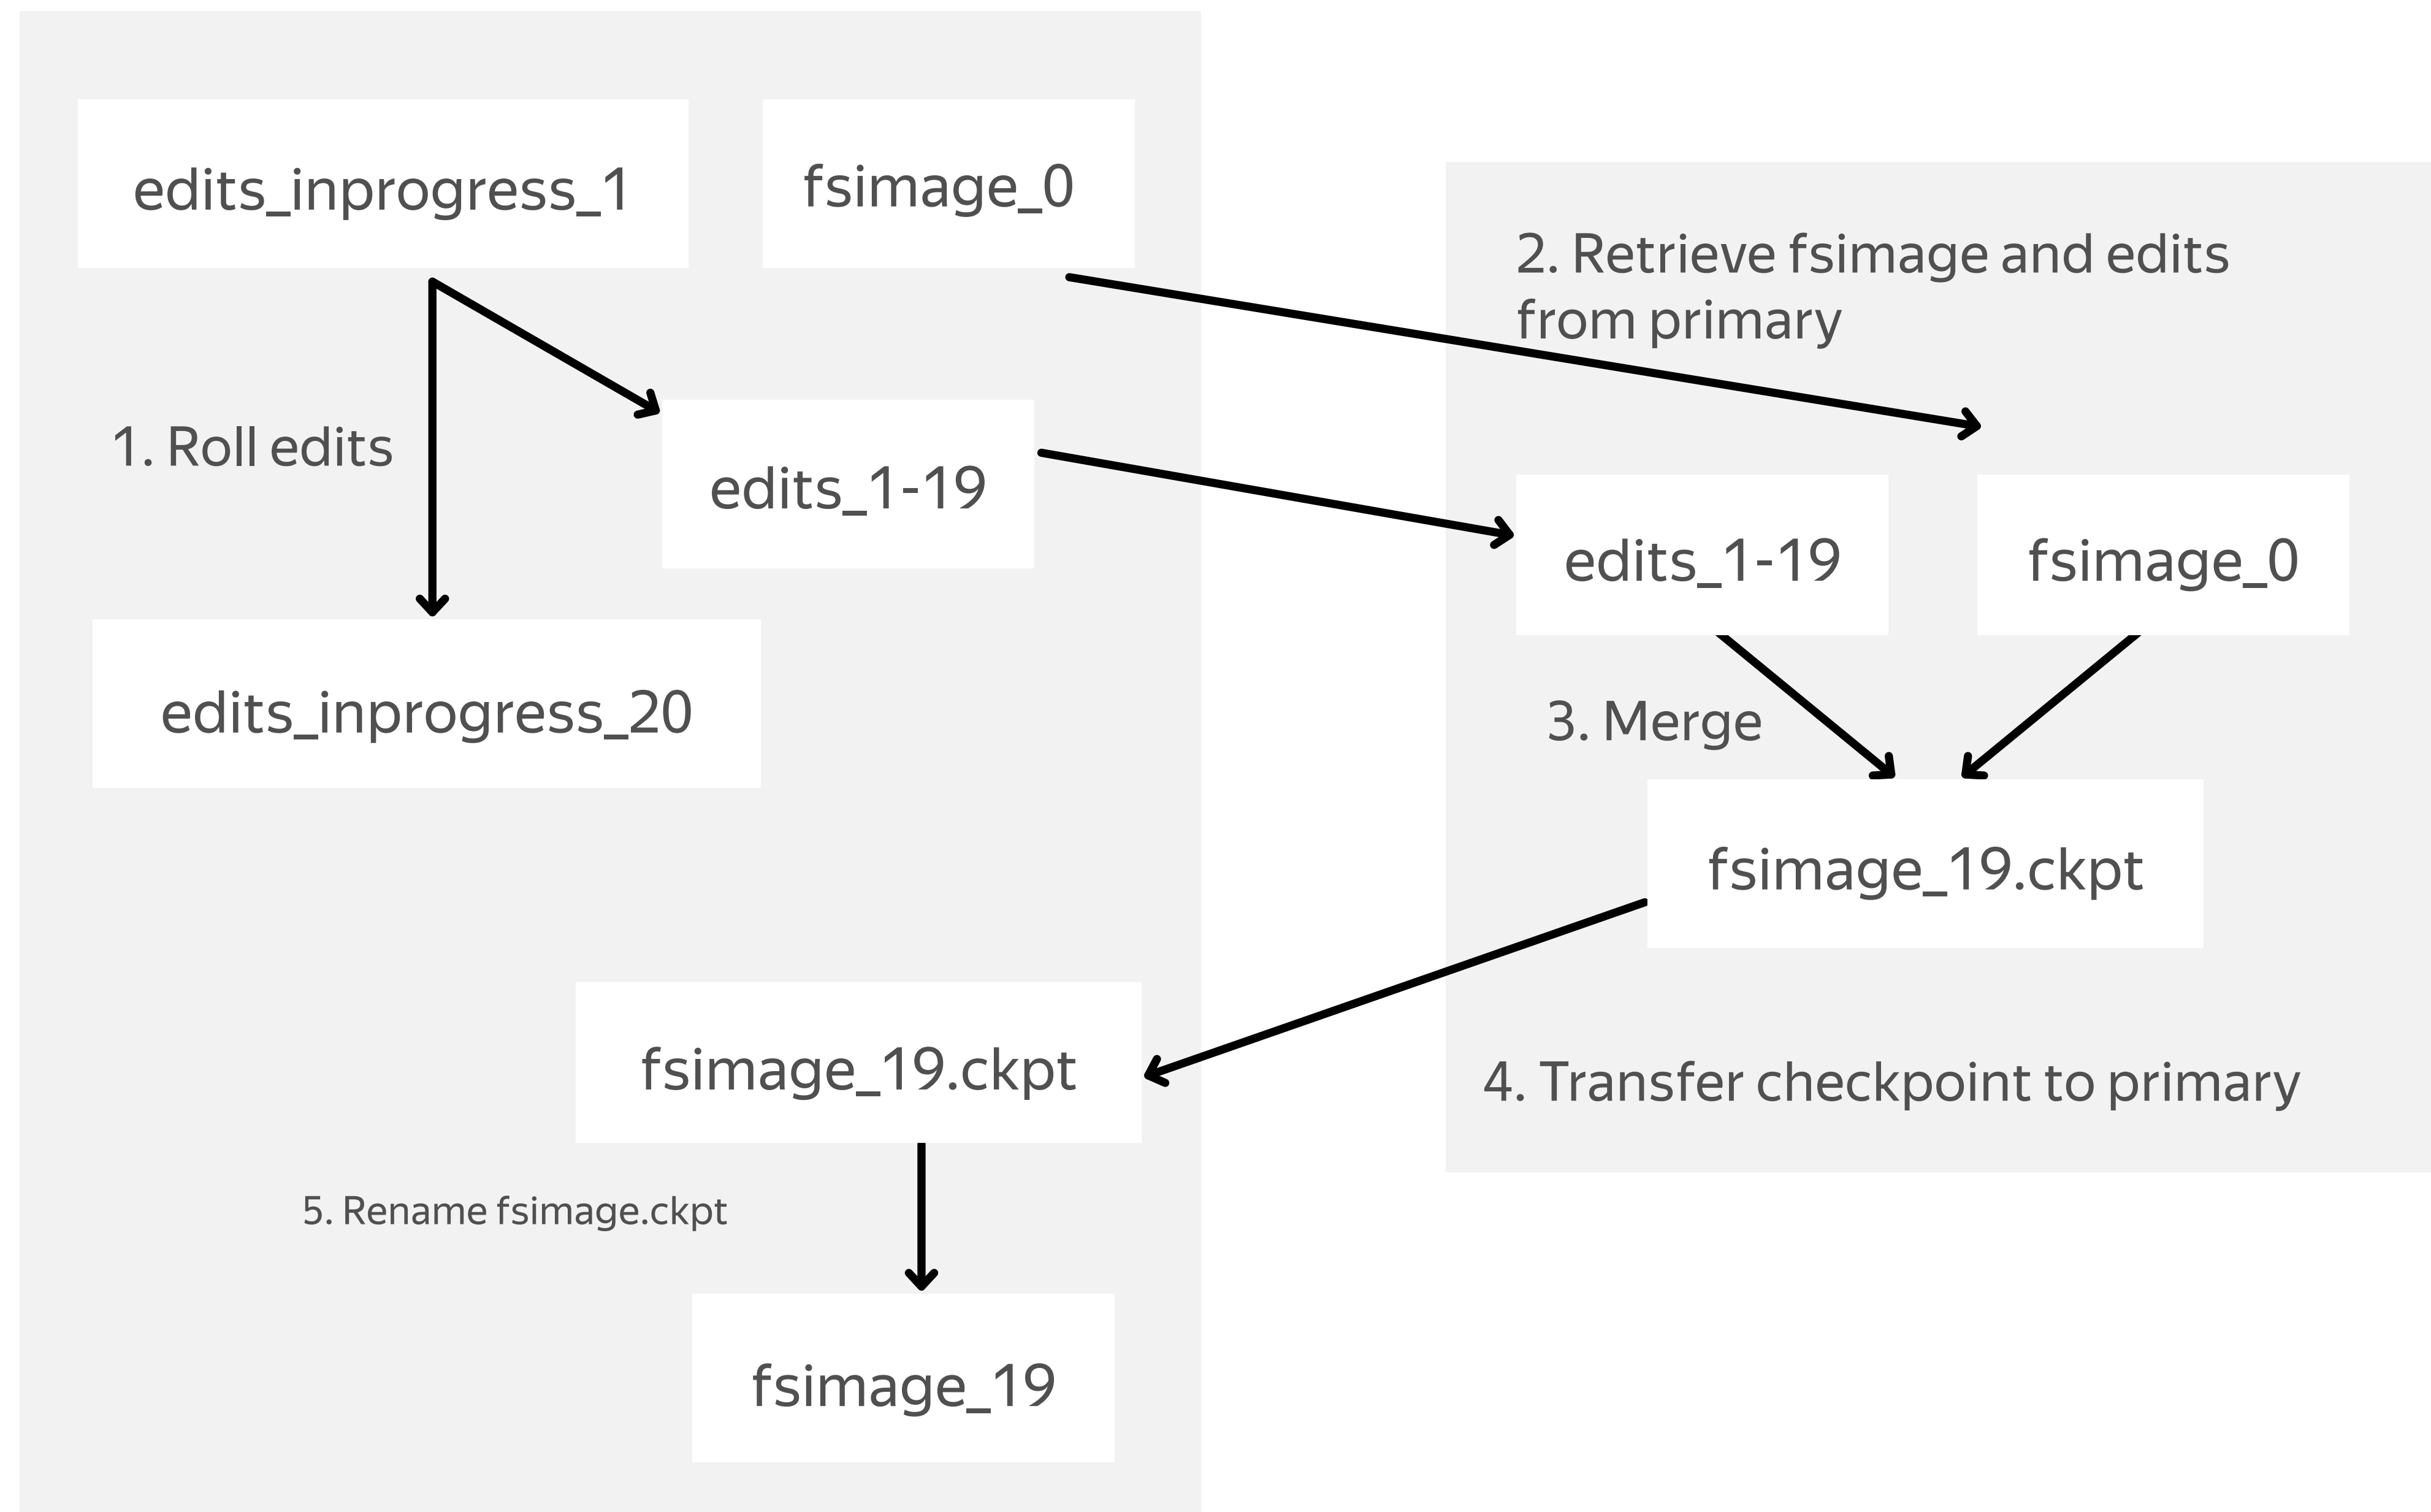 edits_inprogress_1
fsimage_0
1. Roll edits
edits_1-19
edits_inprogress_20
2. Retrieve fsimage and edits
from primary
edits_1-19
fsimage_0
3. Merge
fsimage_19.ckpt
4. Transfer checkpoint to primary
fsimage_19.ckpt
5. Rename fsimage.ckpt
fsimage_19